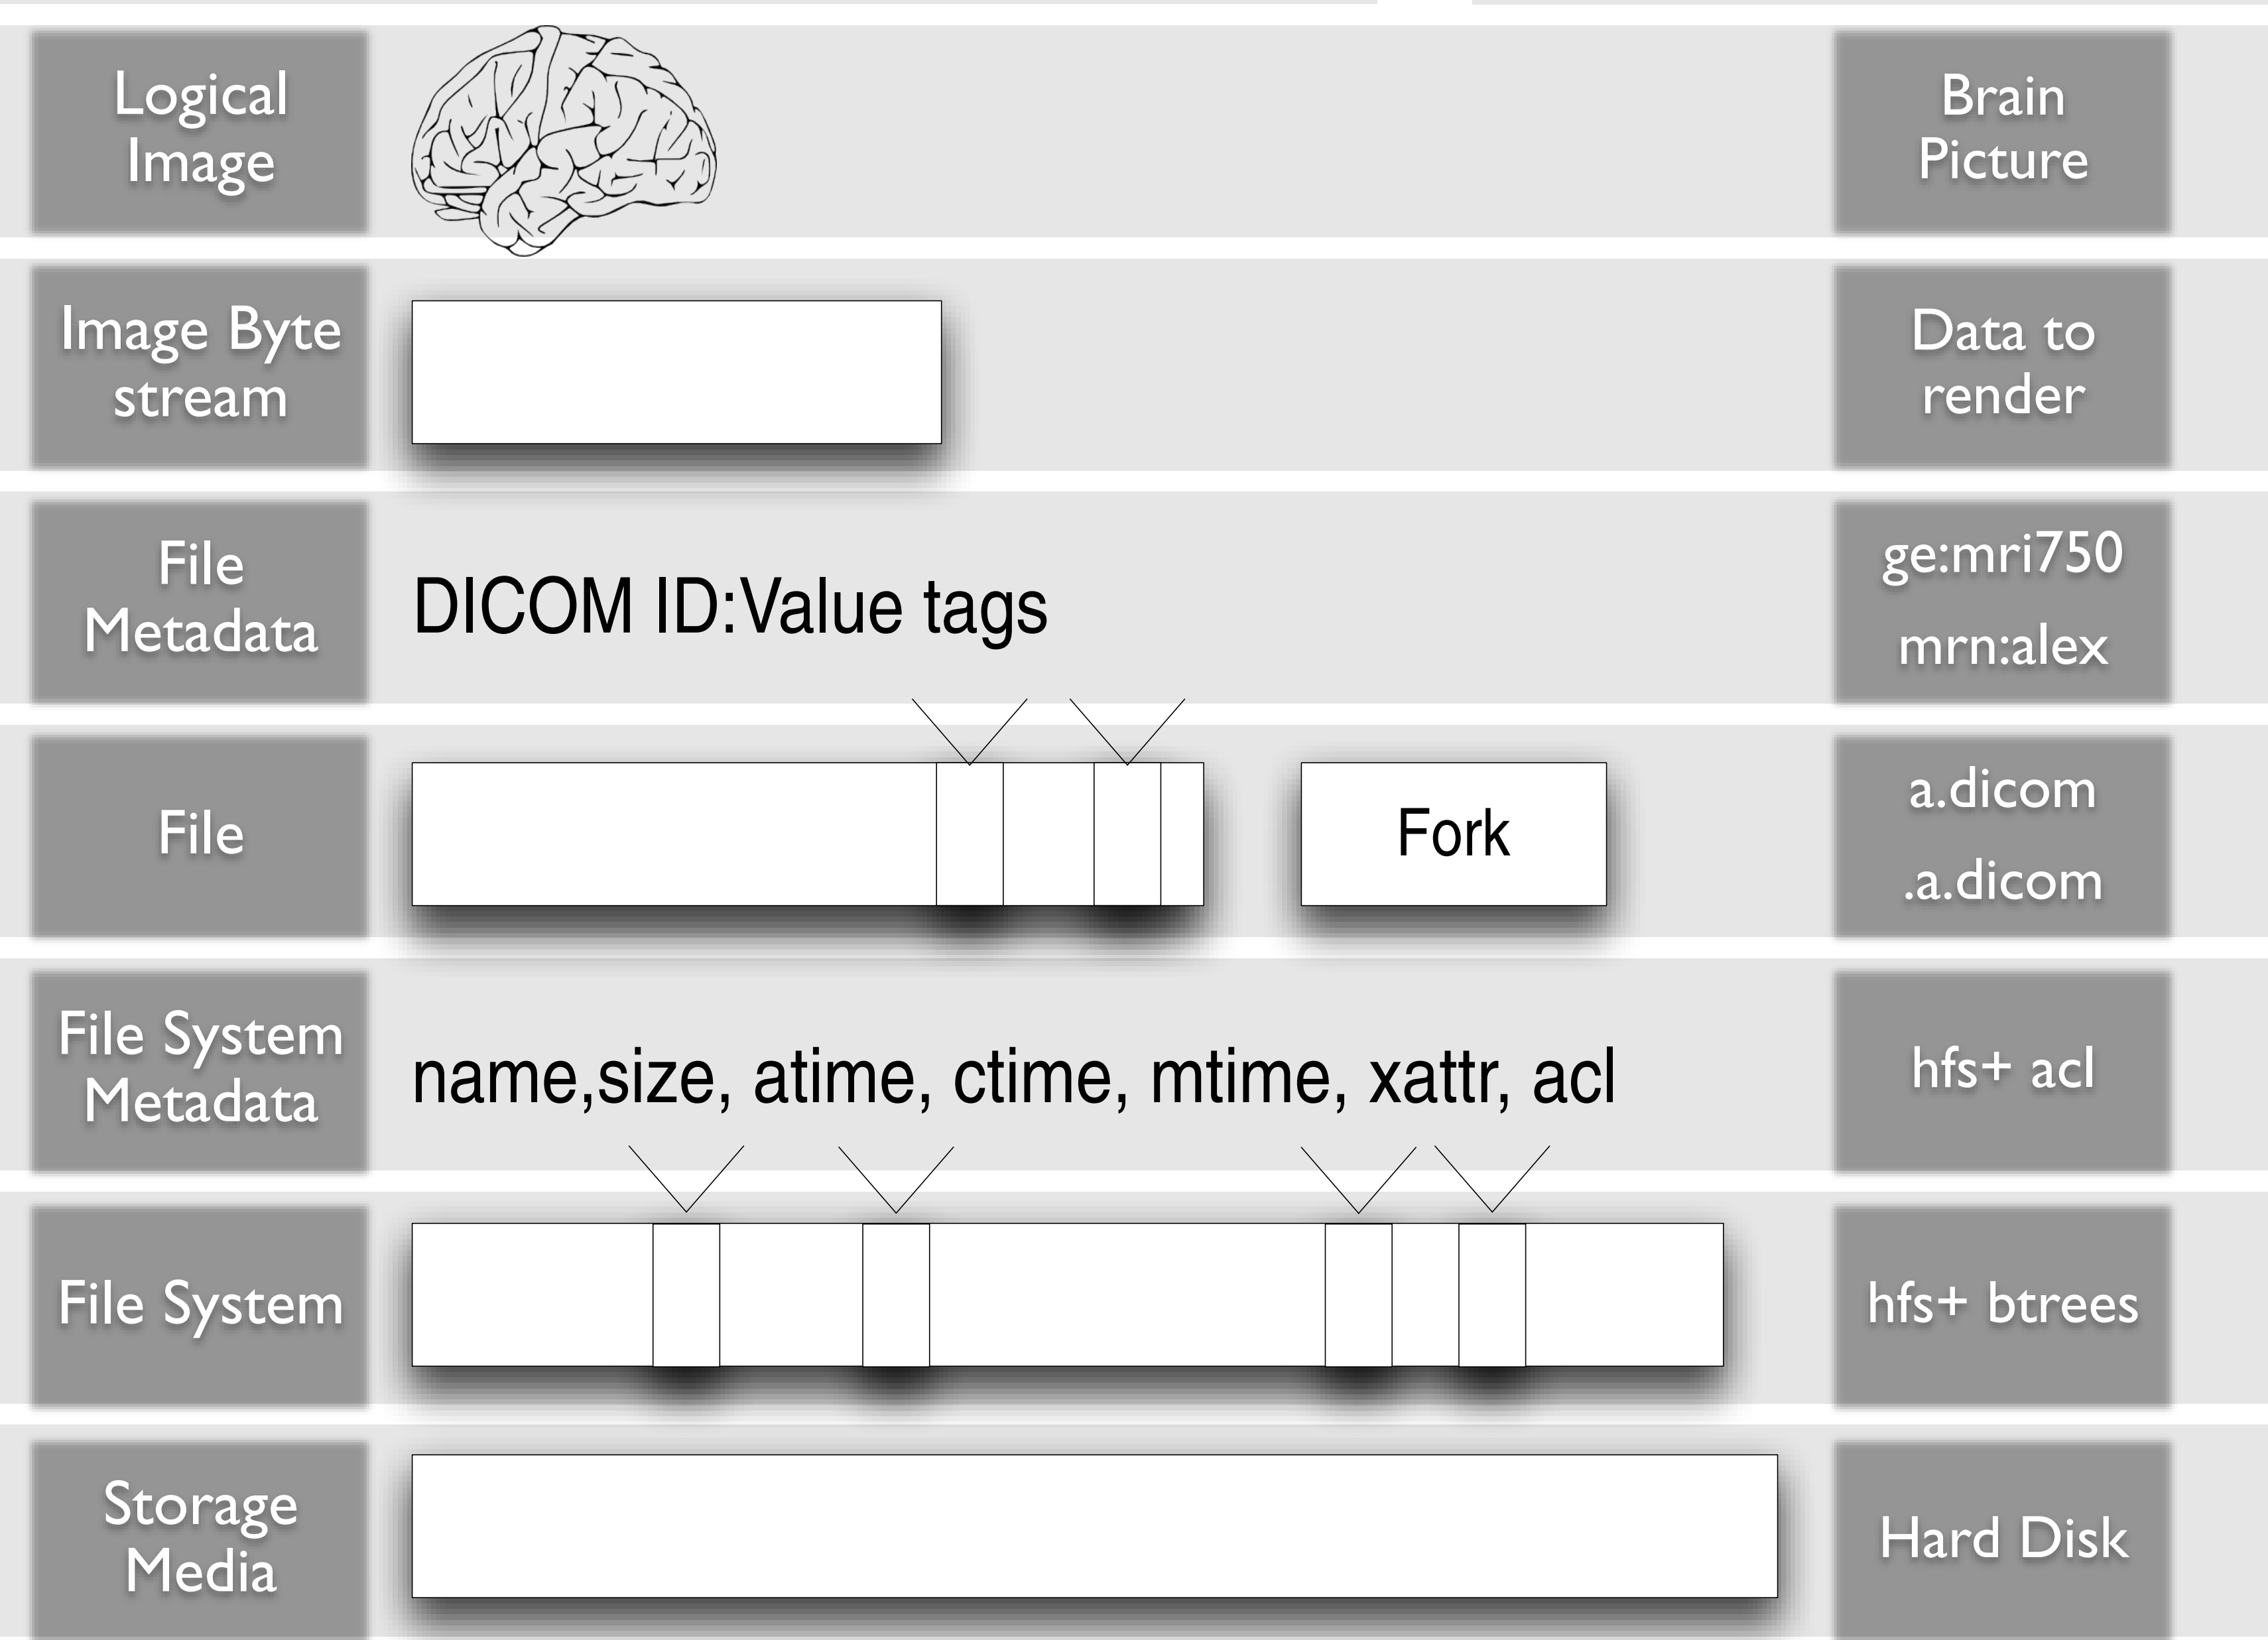 Logical
Image
Brain
Picture
Image Byte
stream
Data to
render
File
Metadata
DICOM ID:Value tags
ge:mri750
mrn:alex
File
Fork
a.dicom
.a.dicom
File System
Metadata
name,size, atime, ctime, mtime, xattr, acl
hfs+ acl
File System
hfs+ btrees
Storage
Media
Hard Disk